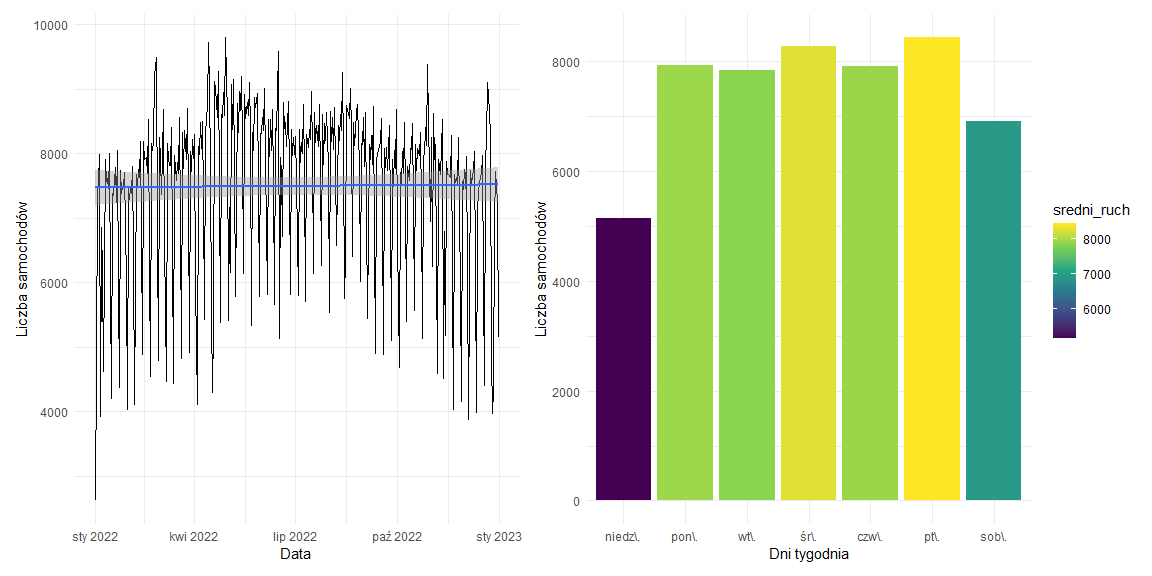 10000
8000
6000
4000
Liczba samochodów
sty 2022
kwi 2022
lip 2022
paź 2022
sty 2023
Data
8000
6000
4000
2000
0
Liczba samochodów
niedz\.
pon\.
wt\.
śr\.
czw\.
pt\.
sob\.
Dni tygodnia
sredni_ruch
8000
7000
6000